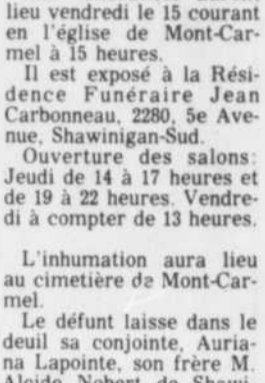 lieu vendredi le 15 courant
en l'église de Mont-Car-
mel à 15 heures.
Il est exposé à la Rési-
dence Funéraire Jean
Carbonneau, 2280, 5e Ave-
nue, Shawinigan-Sud.
Ouverture des salons:
Jeudi de 14 à 17 heures et
de 19 à 22 heures. Vendre-
di à compter de 13 heures.
L'inhumation aura lieu
au cimetière de Mont-Car-
mel.
Le défunt laisse dans le
deuil sa conjointe, Auria-
na Lapointe, son frère M.